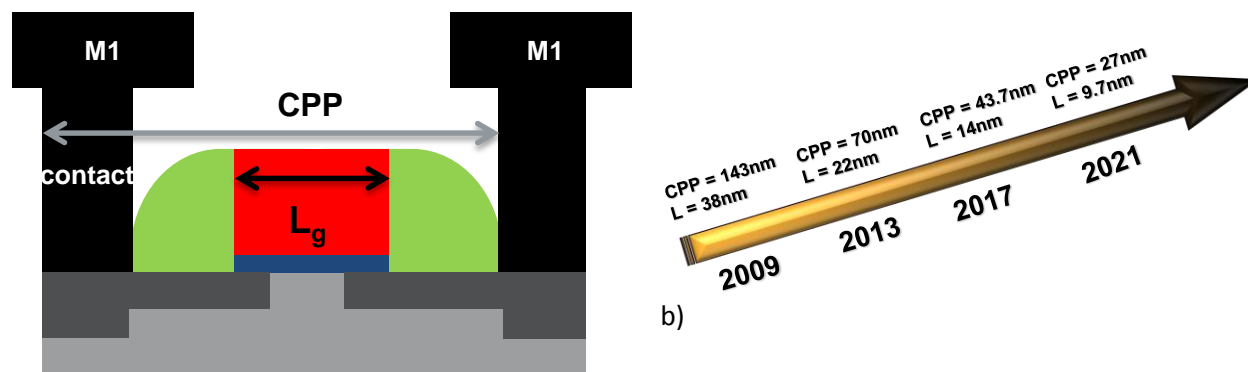 M1
M1
CPP
contact
Lg
CPP = 143nm
L = 38nm
CPP = 70nm
L = 22nm
CPP = 43.7nm
L = 14nm
CPP = 27nm
L = 9.7nm
2009
2013
2017
2021
b)